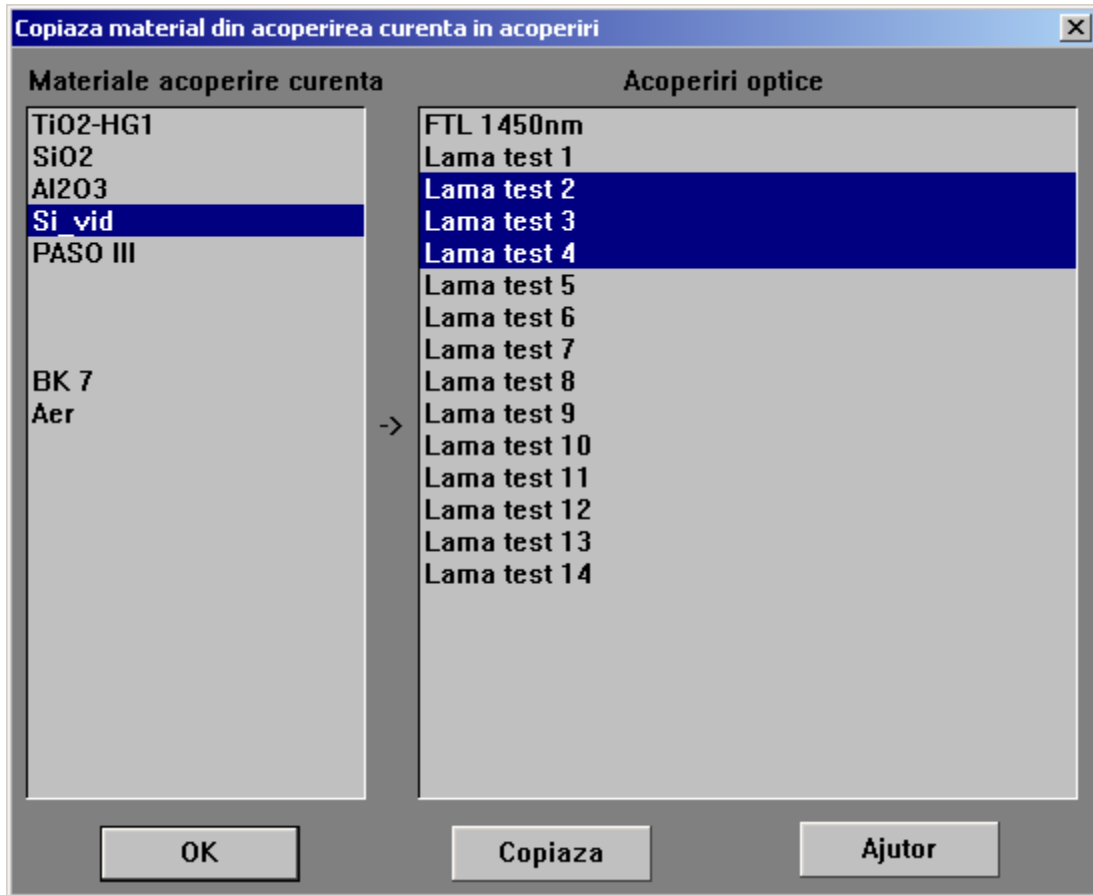 Copiaza material din acoperirea curenta in acoperiri
Materiale acoperire curenta
TiO2-HG1
SiO2
Al2O3
Si_vid
PASO III
BK 7
Aer
->
Acoperiri optice
FTL 1450nm
Lama test 1
Lama test 2
Lama test 3
Lama test 4
Lama test 5
Lama test 6
Lama test 7
Lama test 8
Lama test 9
Lama test 10
Lama test 11
Lama test 12
Lama test 13
Lama test 14
OK
Copiaza
Ajutor